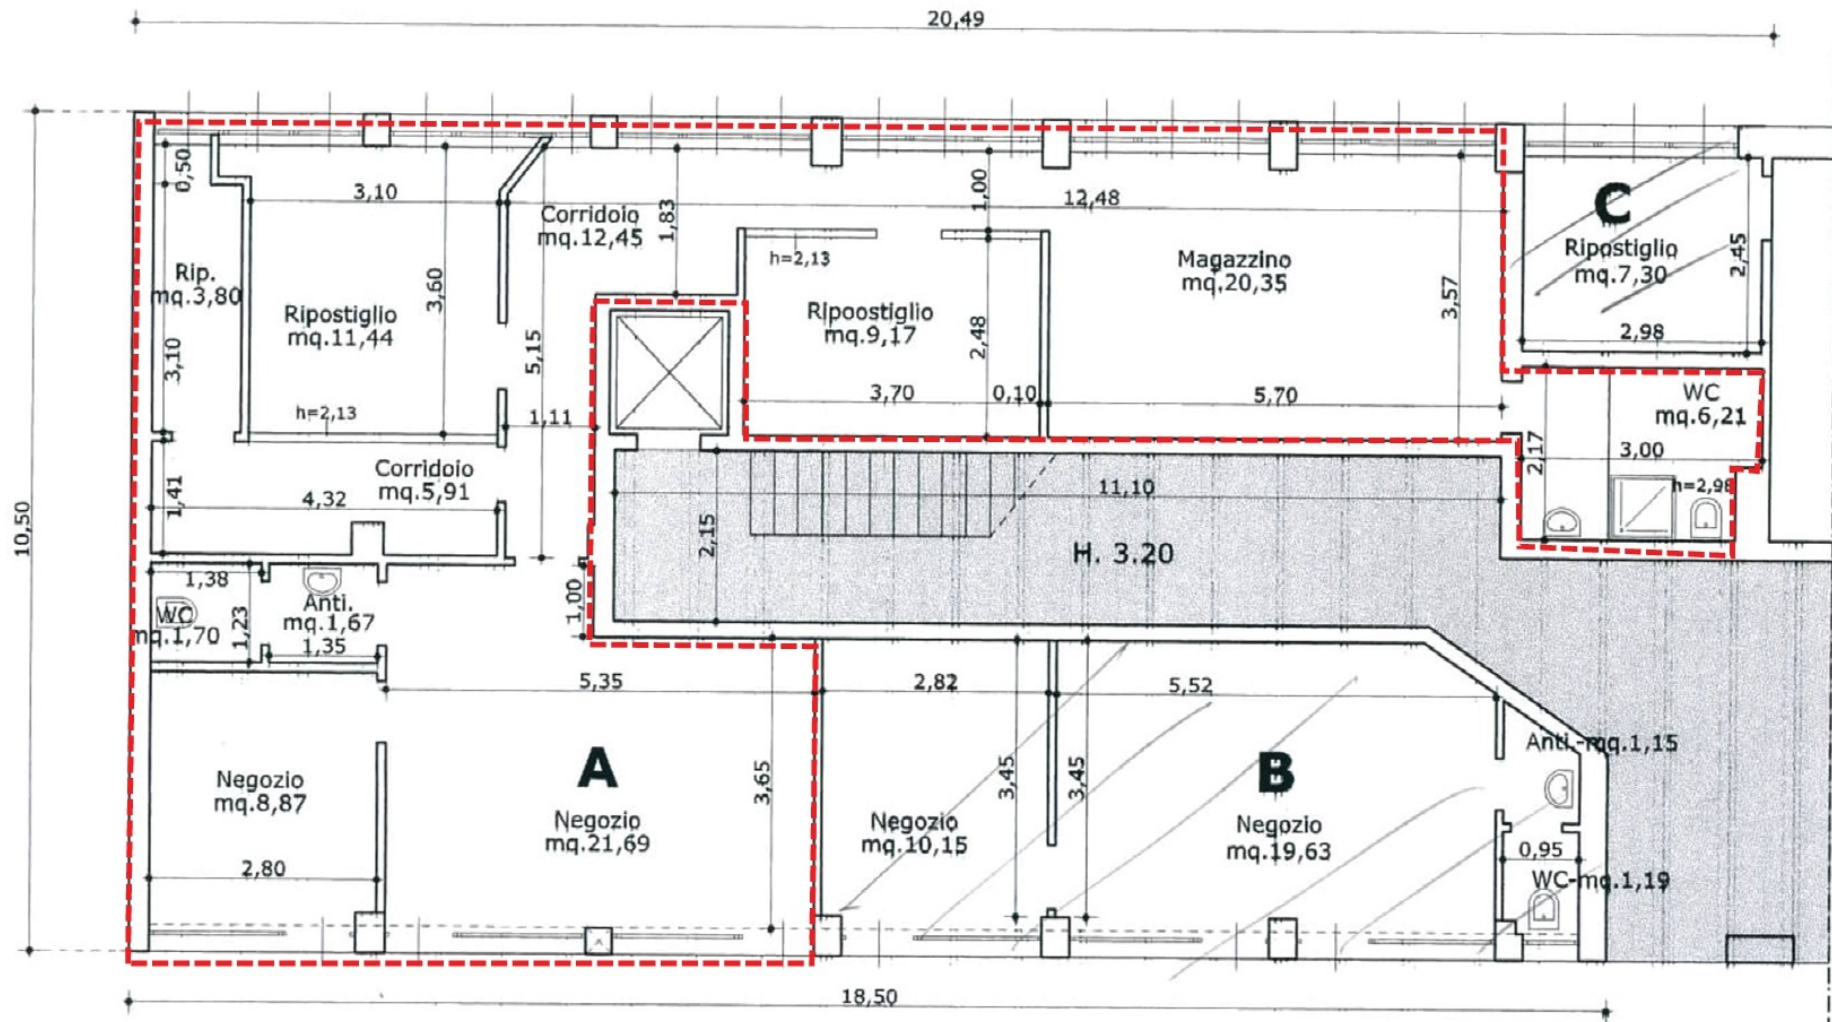 20,49
0,50
3,10
Corridoio
mq.12,45
1,83
1,00
12,48
C
Ripostiglio
mq.7,30
2,45
2,98
Rip.
mq.3,80
3,60
Ripostiglio
mq.11,44
h=2,13
3,10
5,15
1,11
h=2,13
Ripoostiglio
mq.9,17
2,48
3,70
0,10
Magazzino
mq.20,35
3,57
5,70
WC
mq.6,21
2,17
3,00
h=2,98
Corridoio
mq.5,91
1,41
4,32
10,50
11,10
2,15
H. 3.20
1,38
WC
mq.1,70
1,23
Anti.
mq.1,67
1,35
1,00
5,35
2,82
5,52
Negozio
mq.8,87
2,80
A
Negozio
mq.21,69
3,65
Negozio
mq.10,15
3,45
3,45
B
Negozio
mq.19,63
Anti.-mq.1,15
0,95
WC-mq.1,19
18,50